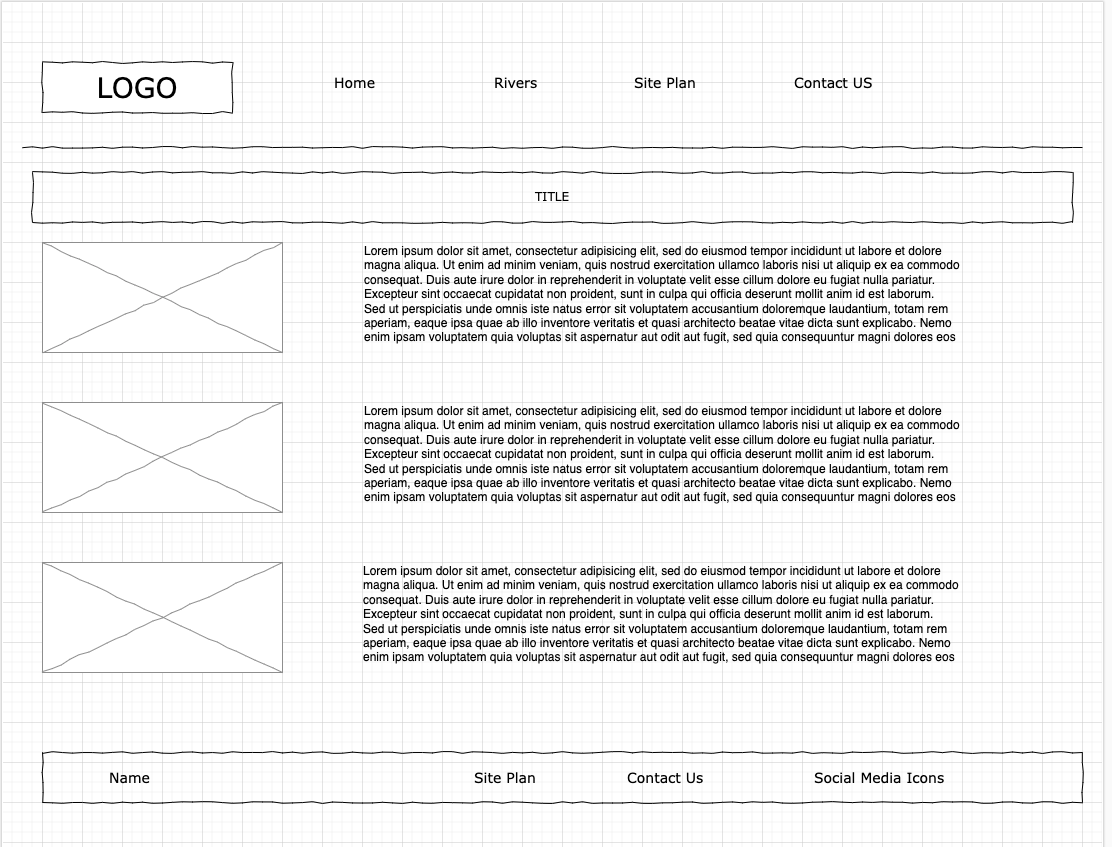 LOGO
Home Rivers Site Plan Contact US
TITLE
Lorem ipsum dolor sit amet, consectetur adipisicing elit, sed do eiusmod tempor incididunt ut labore et dolore
magna aliqua. Ut enim ad minim veniam, quis nostrud exercitation ullamco laboris nisi ut aliquip ex ea commodo
consequat. Duis aute irure dolor in reprehenderit in voluptate velit esse cillum dolore eu fugiat nulla pariatur.
Excepteur sint occaecat cupidatat non proident, sunt in culpa qui officia deserunt mollit anim id est laborum.
Sed ut perspiciatis unde omnis iste natus error sit voluptatem accusantium doloremque laudantium, totam rem
aperiam, eaque ipsa quae ab illo inventore veritatis et quasi architecto beatae vitae dicta sunt explicabo. Nemo
enim ipsam voluptatem quia voluptas sit aspernatur aut odit aut fugit, sed quia consequuntur magni dolores eos
Lorem ipsum dolor sit amet, consectetur adipisicing elit, sed do eiusmod tempor incididunt ut labore et dolore
magna aliqua. Ut enim ad minim veniam, quis nostrud exercitation ullamco laboris nisi ut aliquip ex ea commodo
consequat. Duis aute irure dolor in reprehenderit in voluptate velit esse cillum dolore eu fugiat nulla pariatur.
Excepteur sint occaecat cupidatat non proident, sunt in culpa qui officia deserunt mollit anim id est laborum.
Sed ut perspiciatis unde omnis iste natus error sit voluptatem accusantium doloremque laudantium, totam rem
aperiam, eaque ipsa quae ab illo inventore veritatis et quasi architecto beatae vitae dicta sunt explicabo. Nemo
enim ipsam voluptatem quia voluptas sit aspernatur aut odit aut fugit, sed quia consequuntur magni dolores eos
Lorem ipsum dolor sit amet, consectetur adipisicing elit, sed do eiusmod tempor incididunt ut labore et dolore
magna aliqua. Ut enim ad minim veniam, quis nostrud exercitation ullamco laboris nisi ut aliquip ex ea commodo
consequat. Duis aute irure dolor in reprehenderit in voluptate velit esse cillum dolore eu fugiat nulla pariatur.
Excepteur sint occaecat cupidatat non proident, sunt in culpa qui officia deserunt mollit anim id est laborum.
Sed ut perspiciatis unde omnis iste natus error sit voluptatem accusantium doloremque laudantium, totam rem
aperiam, eaque ipsa quae ab illo inventore veritatis et quasi architecto beatae vitae dicta sunt explicabo. Nemo
enim ipsam voluptatem quia voluptas sit aspernatur aut odit aut fugit, sed quia consequuntur magni dolores eos
Name Site Plan Contact Us Social Media Icons